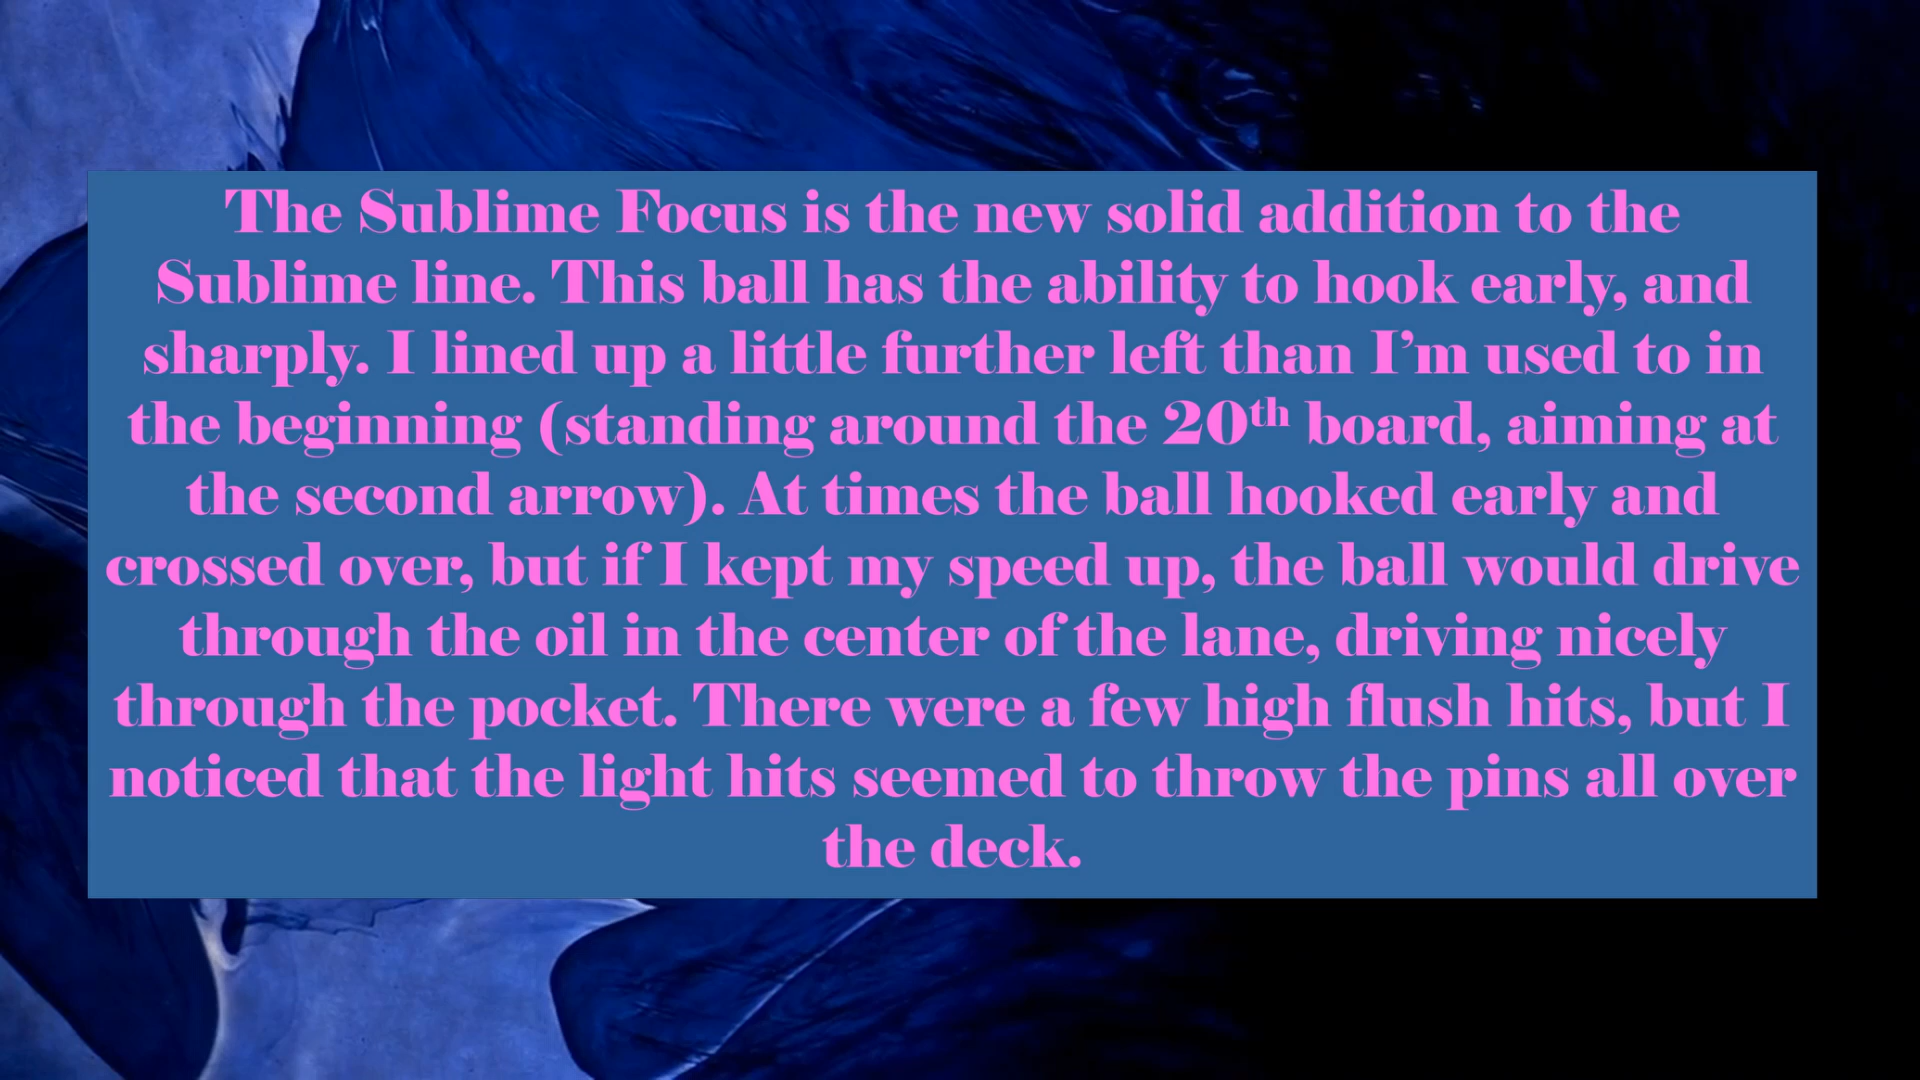 The Sublime Focus is the new solid addition to the
Sublime line. This ball has the ability to hook early, and
sharply. I lined up a little further left than I’m used to in
the beginning (standing around the 20th board, aiming at
the second arrow). At times the ball hooked early and
crossed over, but if I kept my speed up, the ball would drive
through the oil in the center of the lane, driving nicely
through the pocket. There were a few high flush hits, but I
noticed that the light hits seemed to throw the pins all over
the deck.